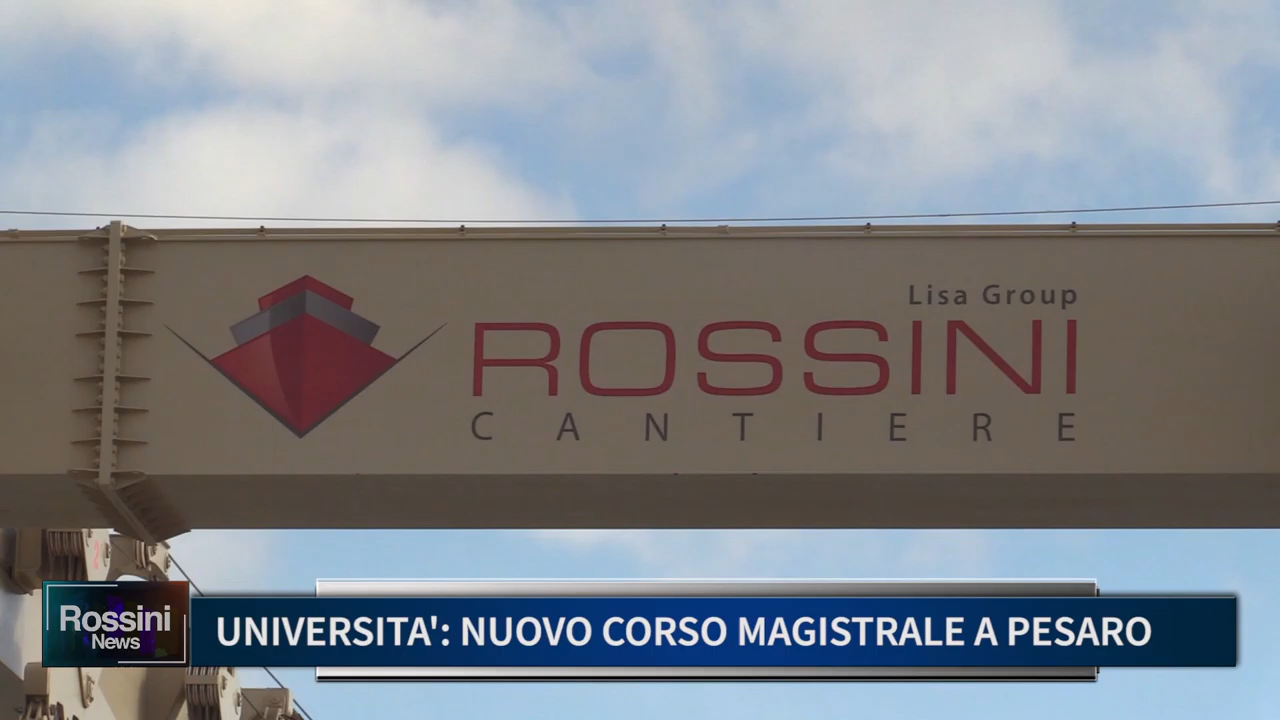 Lisa Group
ROSSINI
CANTIERE
Rossini
News
UNIVERSITA': NUOVO CORSO MAGISTRALE A PESARO